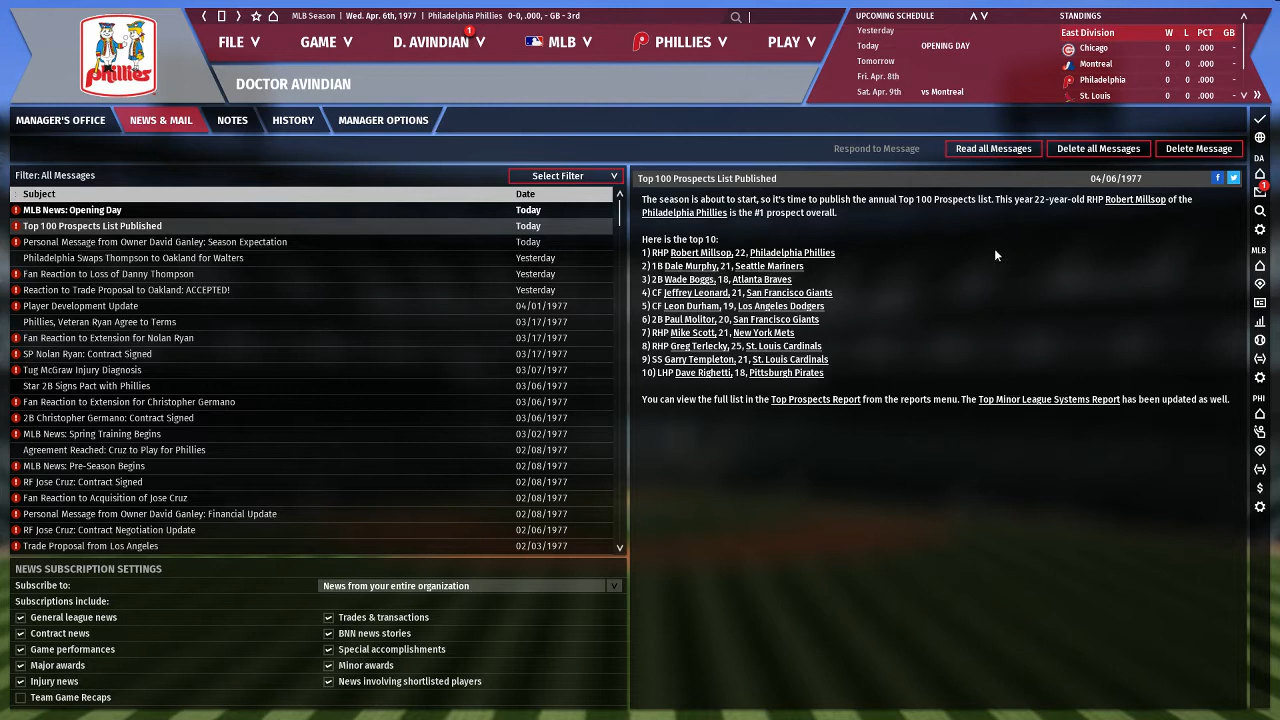 Phillies
MLB Season | Wed. Apr. 6th, 1977 | Philadelphia Phillies 0-0, .000, - GB - 3rd
FILE
GAME
D. AVINDIAN
1
MLB
PHILLIES
PLAY
DOCTOR AVINDIAN
UPCOMING SCHEDULE
Yesterday
Today OPENING DAY
Tomorrow
Fri. Apr. 8th
Sat. Apr. 9th vs Montreal
STANDINGS
East Division W L PCT GB
Chicago 0 0 .000 -
Montreal 0 0 .000 -
Philadelphia 0 0 .000 -
St. Louis 0 0 .000 -
MANAGER'S OFFICE
NEWS & MAIL
NOTES
HISTORY
MANAGER OPTIONS
Respond to Message
Read all Messages
Delete all Messages
Delete Message
Filter: All Messages
Select Filter
Subject Date
MLB News: Opening Day Today
Top 100 Prospects List Published Today
Personal Message from Owner David Ganley: Season Expectation Today
Philadelphia Swaps Thompson to Oakland for Walters Yesterday
Fan Reaction to Loss of Danny Thompson Yesterday
Reaction to Trade Proposal to Oakland: ACCEPTED! Yesterday
Player Development Update 04/01/1977
Phillies, Veteran Ryan Agree to Terms 03/17/1977
Fan Reaction to Extension for Nolan Ryan 03/17/1977
SP Nolan Ryan: Contract Signed 03/17/1977
Tug McGraw Injury Diagnosis 03/07/1977
Star 2B Signs Pact with Phillies 03/06/1977
Fan Reaction to Extension for Christopher Germano 03/06/1977
2B Christopher Germano: Contract Signed 03/06/1977
MLB News: Spring Training Begins 03/02/1977
Agreement Reached: Cruz to Play for Phillies 02/08/1977
MLB News: Pre-Season Begins 02/08/1977
RF Jose Cruz: Contract Signed 02/08/1977
Fan Reaction to Acquisition of Jose Cruz 02/08/1977
Personal Message from Owner David Ganley: Financial Update 02/08/1977
RF Jose Cruz: Contract Negotiation Update 02/06/1977
Trade Proposal from Los Angeles 02/03/1977
NEWS SUBSCRIPTION SETTINGS
Subscribe to: News from your entire organization
Subscriptions include:
General league news Trades & transactions
Contract news BNN news stories
Game performances Special accomplishments
Major awards Minor awards
Injury news News involving shortlisted players
Team Game Recaps
Top 100 Prospects List Published 04/06/1977
The season is about to start, so it's time to publish the annual Top 100 Prospects list. This year 22-year-old RHP Robert Millsop of the
Philadelphia Phillies is the #1 prospect overall.
Here is the top 10:
1) RHP Robert Millsop, 22, Philadelphia Phillies
2) 1B Dale Murphy, 21, Seattle Mariners
3) 2B Wade Boggs, 18, Atlanta Braves
4) CF Jeffrey Leonard, 21, San Francisco Giants
5) CF Leon Durham, 19, Los Angeles Dodgers
6) 2B Paul Molitor, 20, San Francisco Giants
7) RHP Mike Scott, 21, New York Mets
8) RHP Greg Terlecky, 25, St. Louis Cardinals
9) SS Garry Templeton, 21, St. Louis Cardinals
10) LHP Dave Righetti, 18, Pittsburgh Pirates
You can view the full list in the Top Prospects Report from the reports menu. The Top Minor League Systems Report has been updated as well.
DA
1
MLB
PHI